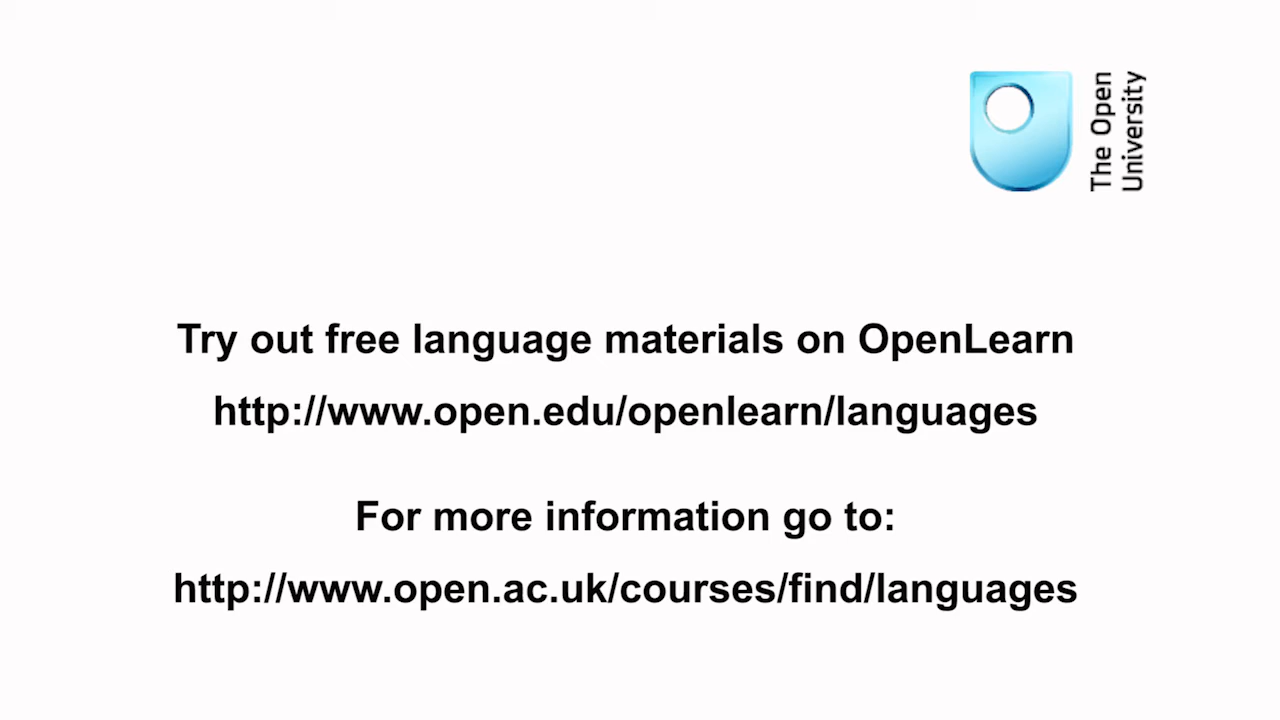 The Open
University
Try out free language materials on OpenLearn
http://www.open.edu/openlearn/languages
For more information go to:
http://www.open.ac.uk/courses/find/languages